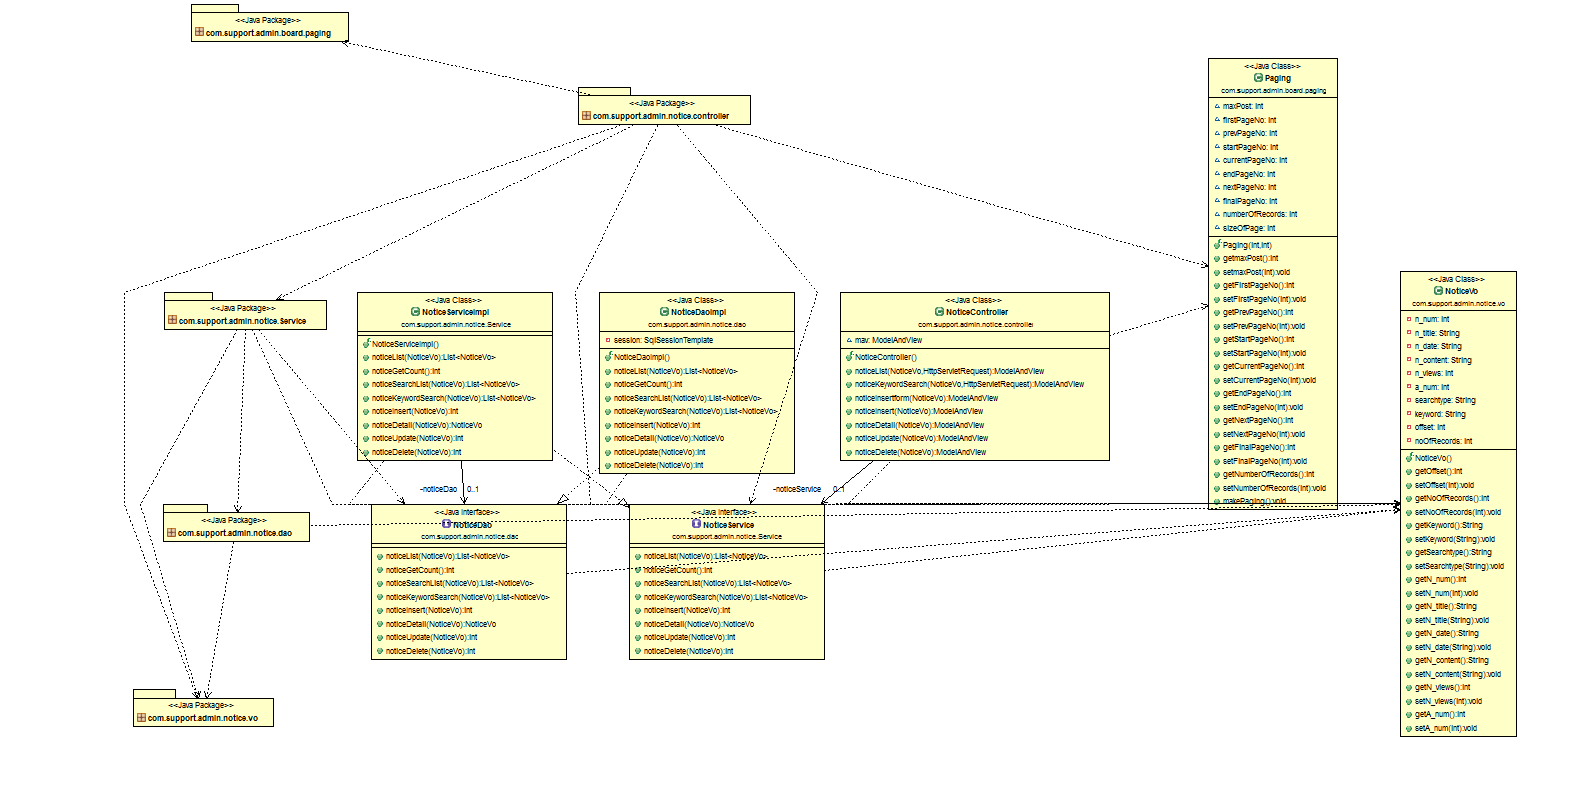 <<Java Package>>
com.support.admin.board.paging
<<Java Package>>
com.support.admin.notice.controller
<<Java Class>>
Paging
com.support.admin.board.paging
maxPost: int
firstPageNo: int
prevPageNo: int
startPageNo: int
currentPageNo: int
endPageNo: int
nextPageNo: int
finalPageNo: int
numberOfRecords: int
sizeOfPage: int
Paging(int,int)
getmaxPost():int
setmaxPost(int):void
getFirstPageNo():int
setFirstPageNo(int):void
getPrevPageNo():int
setPrevPageNo(int):void
getStartPageNo():int
setStartPageNo(int):void
getCurrentPageNo():int
setCurrentPageNo(int):void
getEndPageNo():int
setEndPageNo(int):void
getNextPageNo():int
setNextPageNo(int):void
getFinalPageNo():int
setFinalPageNo(int):void
getNumberOfRecords():int
setNumberOfRecords(int):void
makePaging():void
<<Java Class>>
NoticeVo
com.support.admin.notice.vo
n_num: int
n_title: String
n_date: String
n_content: String
n_views: int
a_num: int
searchtype: String
keyword: String
offset: int
noOfRecords: int
NoticeVo()
getOffset():int
setOffset(int):void
getNoOfRecords():int
setNoOfRecords(int):void
getKeyword():String
setKeyword(String):void
getSearchtype():String
setSearchtype(String):void
getN_num():int
setN_num(int):void
getN_title():String
setN_title(String):void
getN_date():String
setN_date(String):void
getN_content():String
setN_content(String):void
getN_views():int
setN_views(int):void
getA_num():int
setA_num(int):void
<<Java Package>>
com.support.admin.notice.Service
<<Java Class>>
NoticeServiceImpl
com.support.admin.notice.Service
NoticeServiceImpl()
noticeList(NoticeVo):List<NoticeVo>
noticeGetCount():int
noticeSearchList(NoticeVo):List<NoticeVo>
noticeKeywordSearch(NoticeVo):List<NoticeVo>
noticeInsert(NoticeVo):int
noticeDetail(NoticeVo):NoticeVo
noticeUpdate(NoticeVo):int
noticeDelete(NoticeVo):int
<<Java Class>>
NoticeDaoImpl
com.support.admin.notice.dao
session: SqlSessionTemplate
NoticeDaoImpl()
noticeList(NoticeVo):List<NoticeVo>
noticeGetCount():int
noticeSearchList(NoticeVo):List<NoticeVo>
noticeKeywordSearch(NoticeVo):List<NoticeVo>
noticeInsert(NoticeVo):int
noticeDetail(NoticeVo):NoticeVo
noticeUpdate(NoticeVo):int
noticeDelete(NoticeVo):int
<<Java Class>>
NoticeController
com.support.admin.notice.controller
mav: ModelAndView
NoticeController()
noticeList(NoticeVo,HttpServletRequest):ModelAndView
noticeKeywordSearch(NoticeVo,HttpServletRequest):ModelAndView
noticeInsertform(NoticeVo):ModelAndView
noticeInsert(NoticeVo):ModelAndView
noticeDetail(NoticeVo):ModelAndView
noticeUpdate(NoticeVo):ModelAndView
noticeDelete(NoticeVo):ModelAndView
-noticeDao 0..1
-noticeService 0..1
<<Java Package>>
com.support.admin.notice.dao
<<Java Interface>>
NoticeDao
com.support.admin.notice.dao
noticeList(NoticeVo):List<NoticeVo>
noticeGetCount():int
noticeSearchList(NoticeVo):List<NoticeVo>
noticeKeywordSearch(NoticeVo):List<NoticeVo>
noticeInsert(NoticeVo):int
noticeDetail(NoticeVo):NoticeVo
noticeUpdate(NoticeVo):int
noticeDelete(NoticeVo):int
<<Java Interface>>
NoticeService
com.support.admin.notice.Service
noticeList(NoticeVo):List<NoticeVo>
noticeGetCount():int
noticeSearchList(NoticeVo):List<NoticeVo>
noticeKeywordSearch(NoticeVo):List<NoticeVo>
noticeInsert(NoticeVo):int
noticeDetail(NoticeVo):NoticeVo
noticeUpdate(NoticeVo):int
noticeDelete(NoticeVo):int
<<Java Package>>
com.support.admin.notice.vo